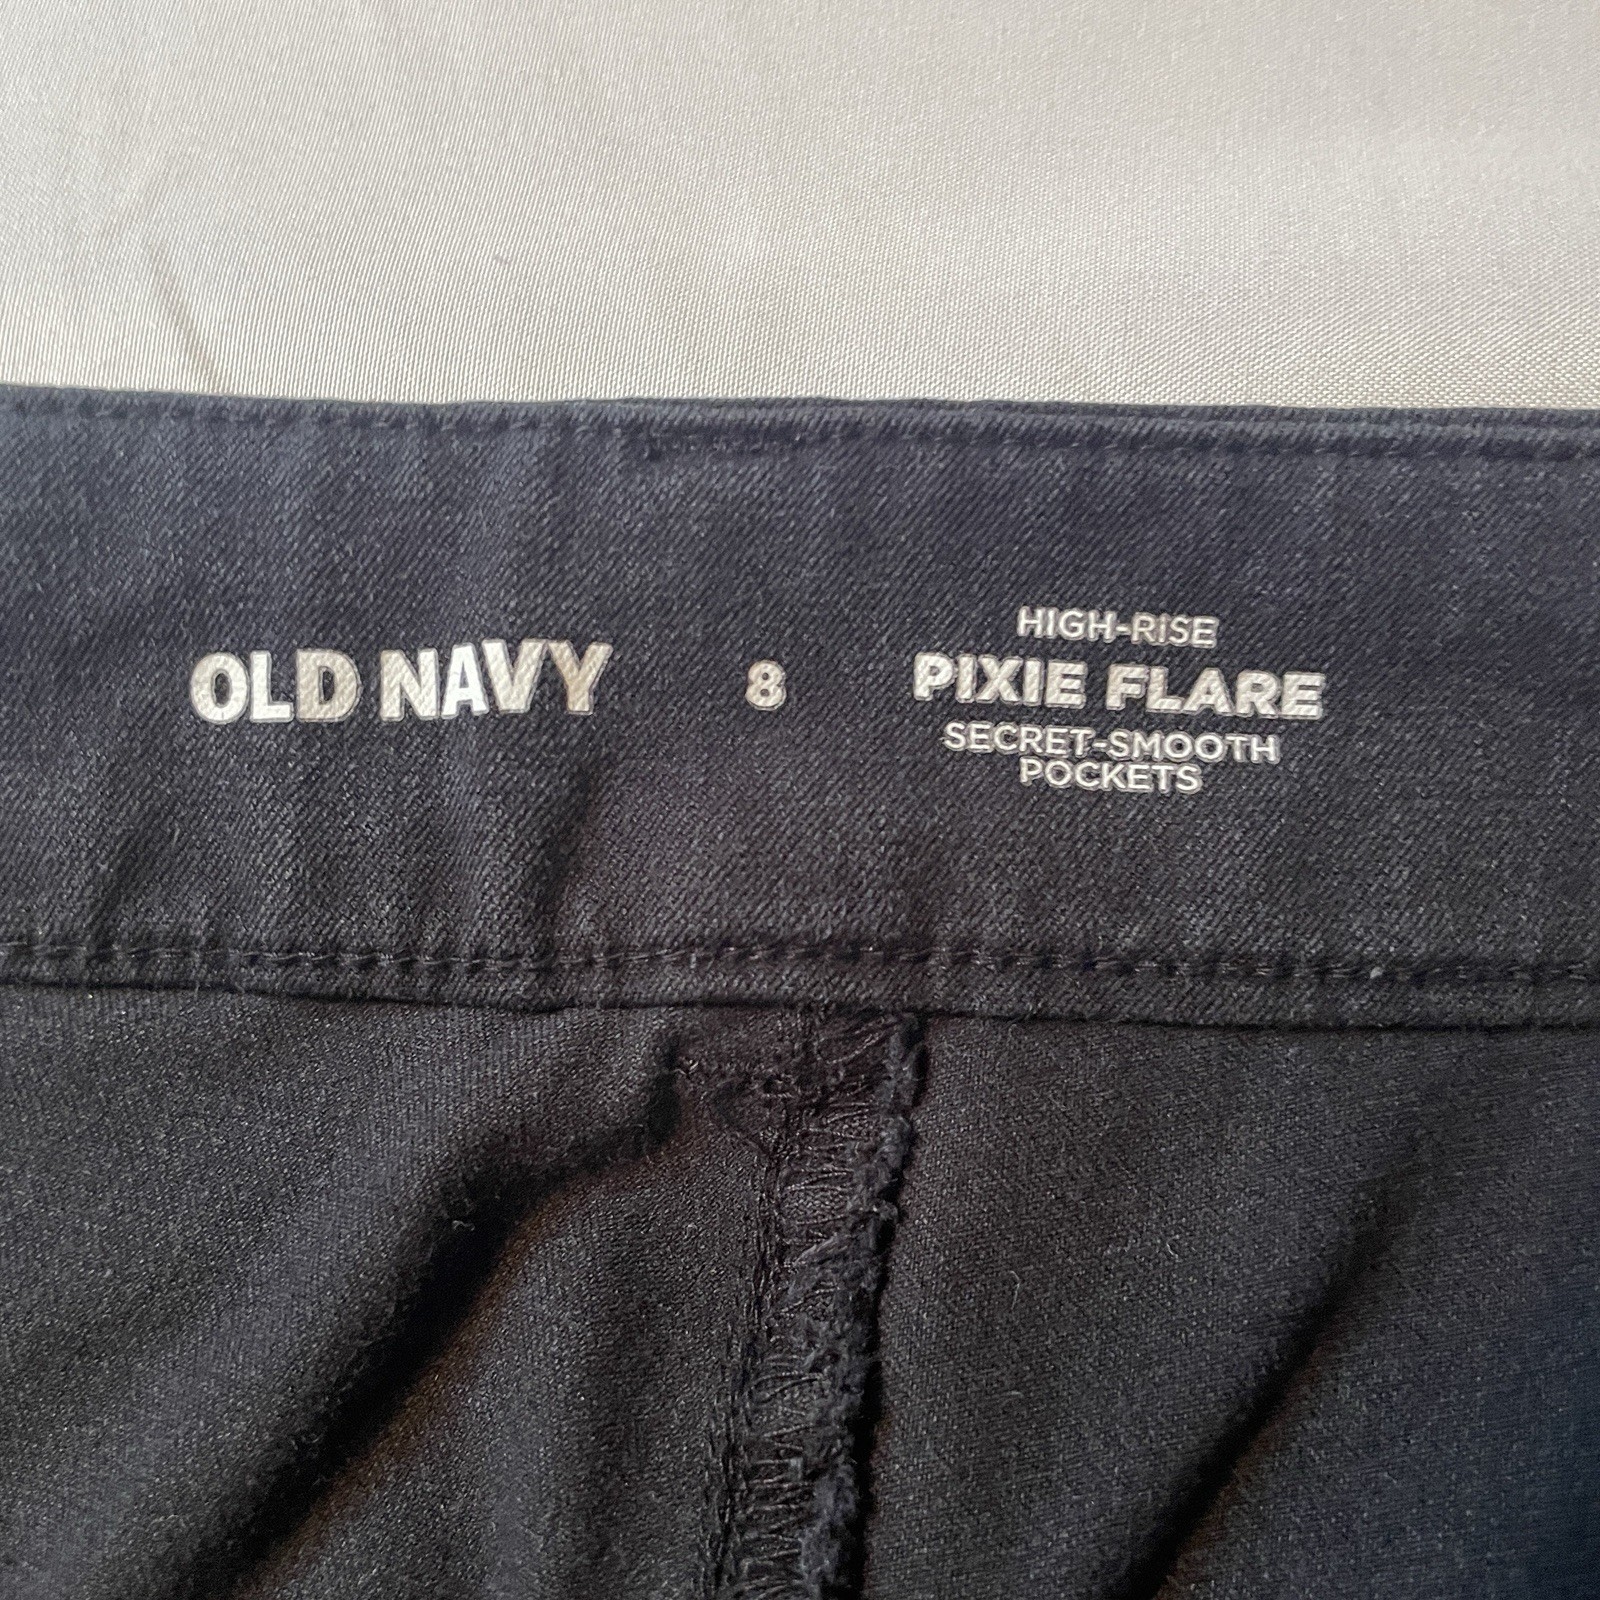 OLD NAVY
8
HIGH-RISE
PIXIE FLARE
SECRET-SMOOTH
POCKETS